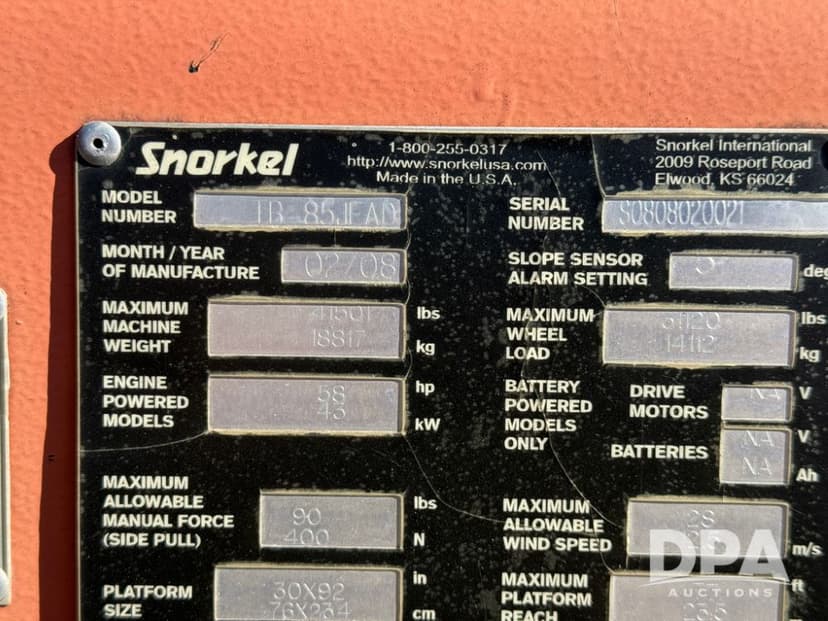 Snorkel
1-800-255-0317
http://www.snorkelusa.com
Made in the U.S.A.
Snorkel International
2009 Roseport Road
Elwood, KS 66024
MODEL
NUMBER
TB-85JEAD
SERIAL
NUMBER
S0808020021
MONTH / YEAR
OF MANUFACTURE
02/08
SLOPE SENSOR
ALARM SETTING
deg
MAXIMUM
MACHINE
WEIGHT
lbs
18817
kg
MAXIMUM
WHEEL
LOAD
31120
lbs
14112
kg
ENGINE
POWERED
MODELS
58
hp
43
kW
BATTERY
POWERED
MODELS
ONLY
DRIVE
MOTORS
NA
V
BATTERIES
NA
V
NA
Ah
MAXIMUM
ALLOWABLE
MANUAL FORCE
(SIDE PULL)
90
lbs
400
N
MAXIMUM
ALLOWABLE
WIND SPEED
28
m/s
PLATFORM
SIZE
30X92
in
76X234
cm
MAXIMUM
PLATFORM
REACH
ft
23.5
DPA
AUCTIONS